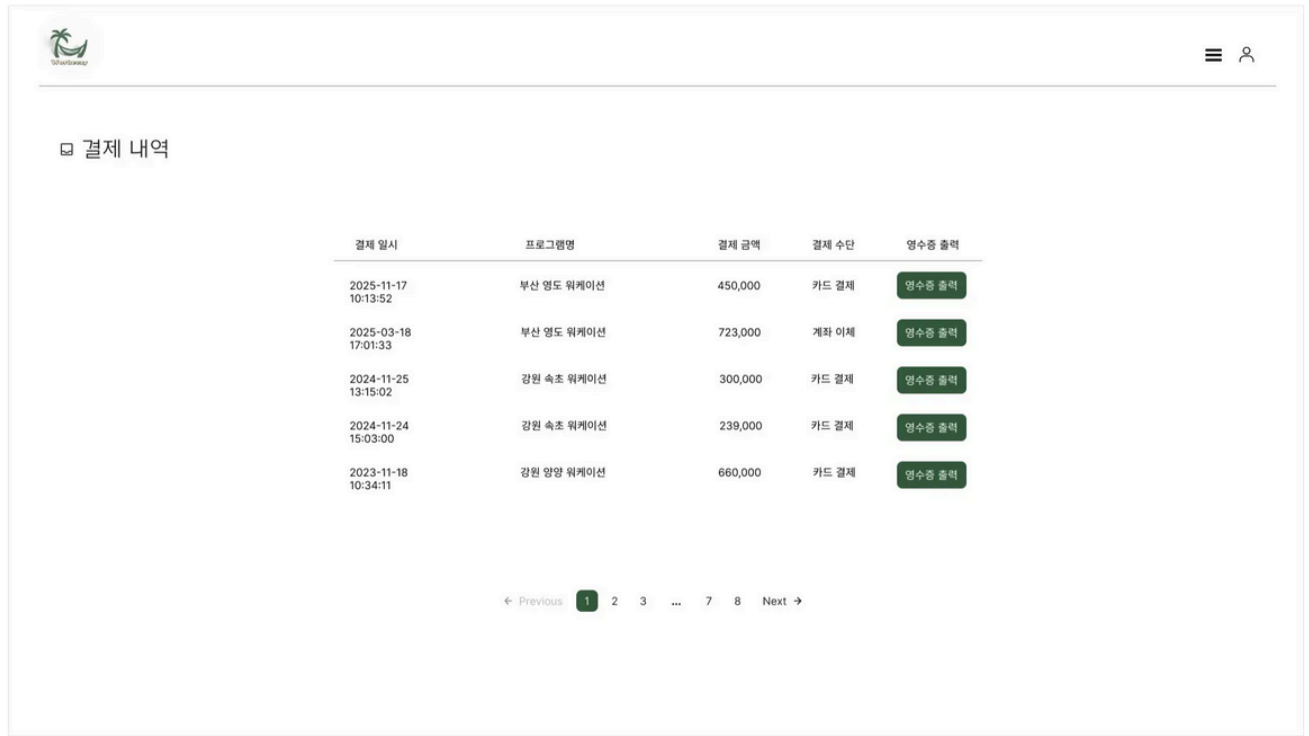 결제 내역
결제 일시 프로그램명 결제 금액 결제 수단 영수증 출력
2025-11-17 부산 영도 워케이션 450,000 카드 결제 영수증 출력
10:13:52
2025-03-18 부산 영도 워케이션 723,000 계좌 이체 영수증 출력
17:01:33
2024-11-25 강원 속초 워케이션 300,000 카드 결제 영수증 출력
13:15:02
2024-11-24 강원 속초 워케이션 239,000 카드 결제 영수증 출력
15:03:00
2023-11-18 강원 양양 워케이션 660,000 카드 결제 영수증 출력
10:34:11
← Previous 1 2 3 ... 7 8 Next →